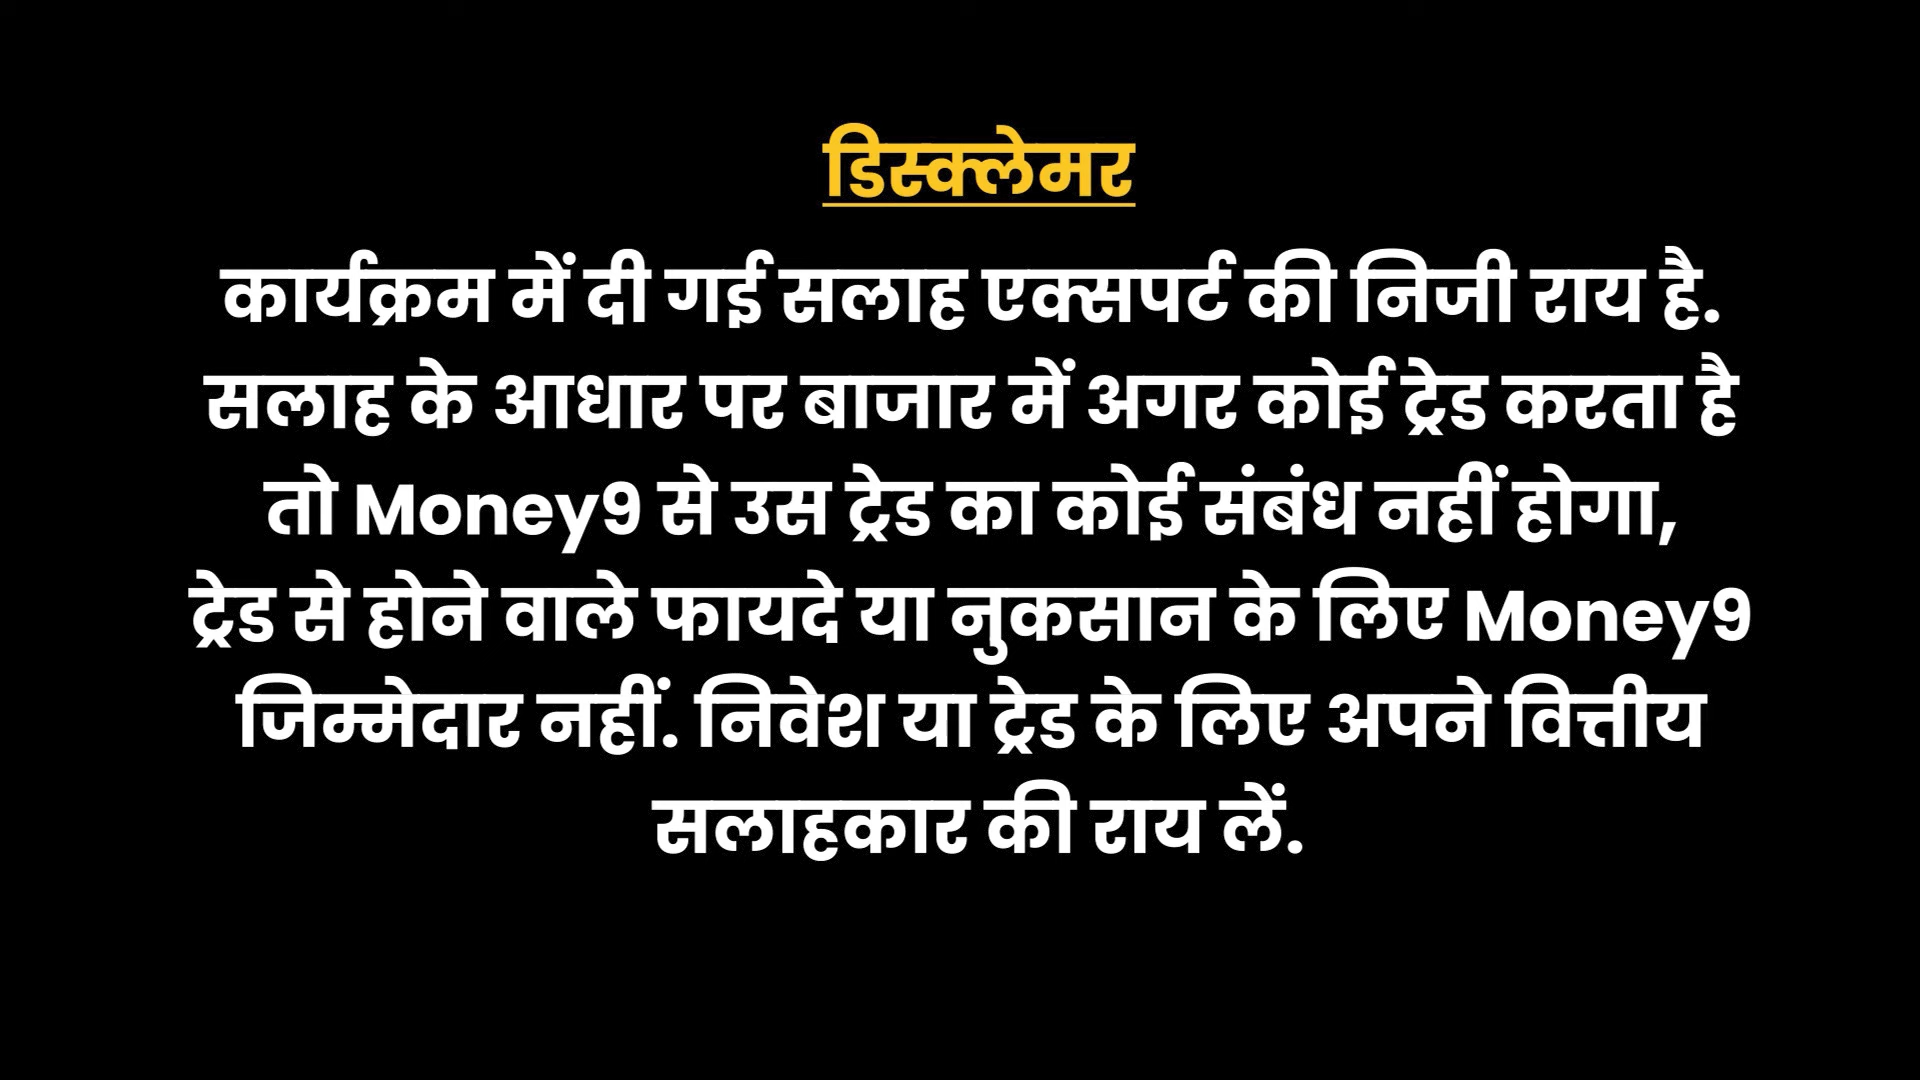 डिस्क्लेमर
कार्यक्रम में दी गई सलाह एक्सपर्ट की निजी राय है.
सलाह के आधार पर बाजार में अगर कोई ट्रेड करता है
तो Money9 से उस ट्रेड का कोई संबंध नहीं होगा,
ट्रेड से होने वाले फायदे या नुकसान के लिए Money9
जिम्मेदार नहीं. निवेश या ट्रेड के लिए अपने वित्तीय
सलाहकार की राय लें.